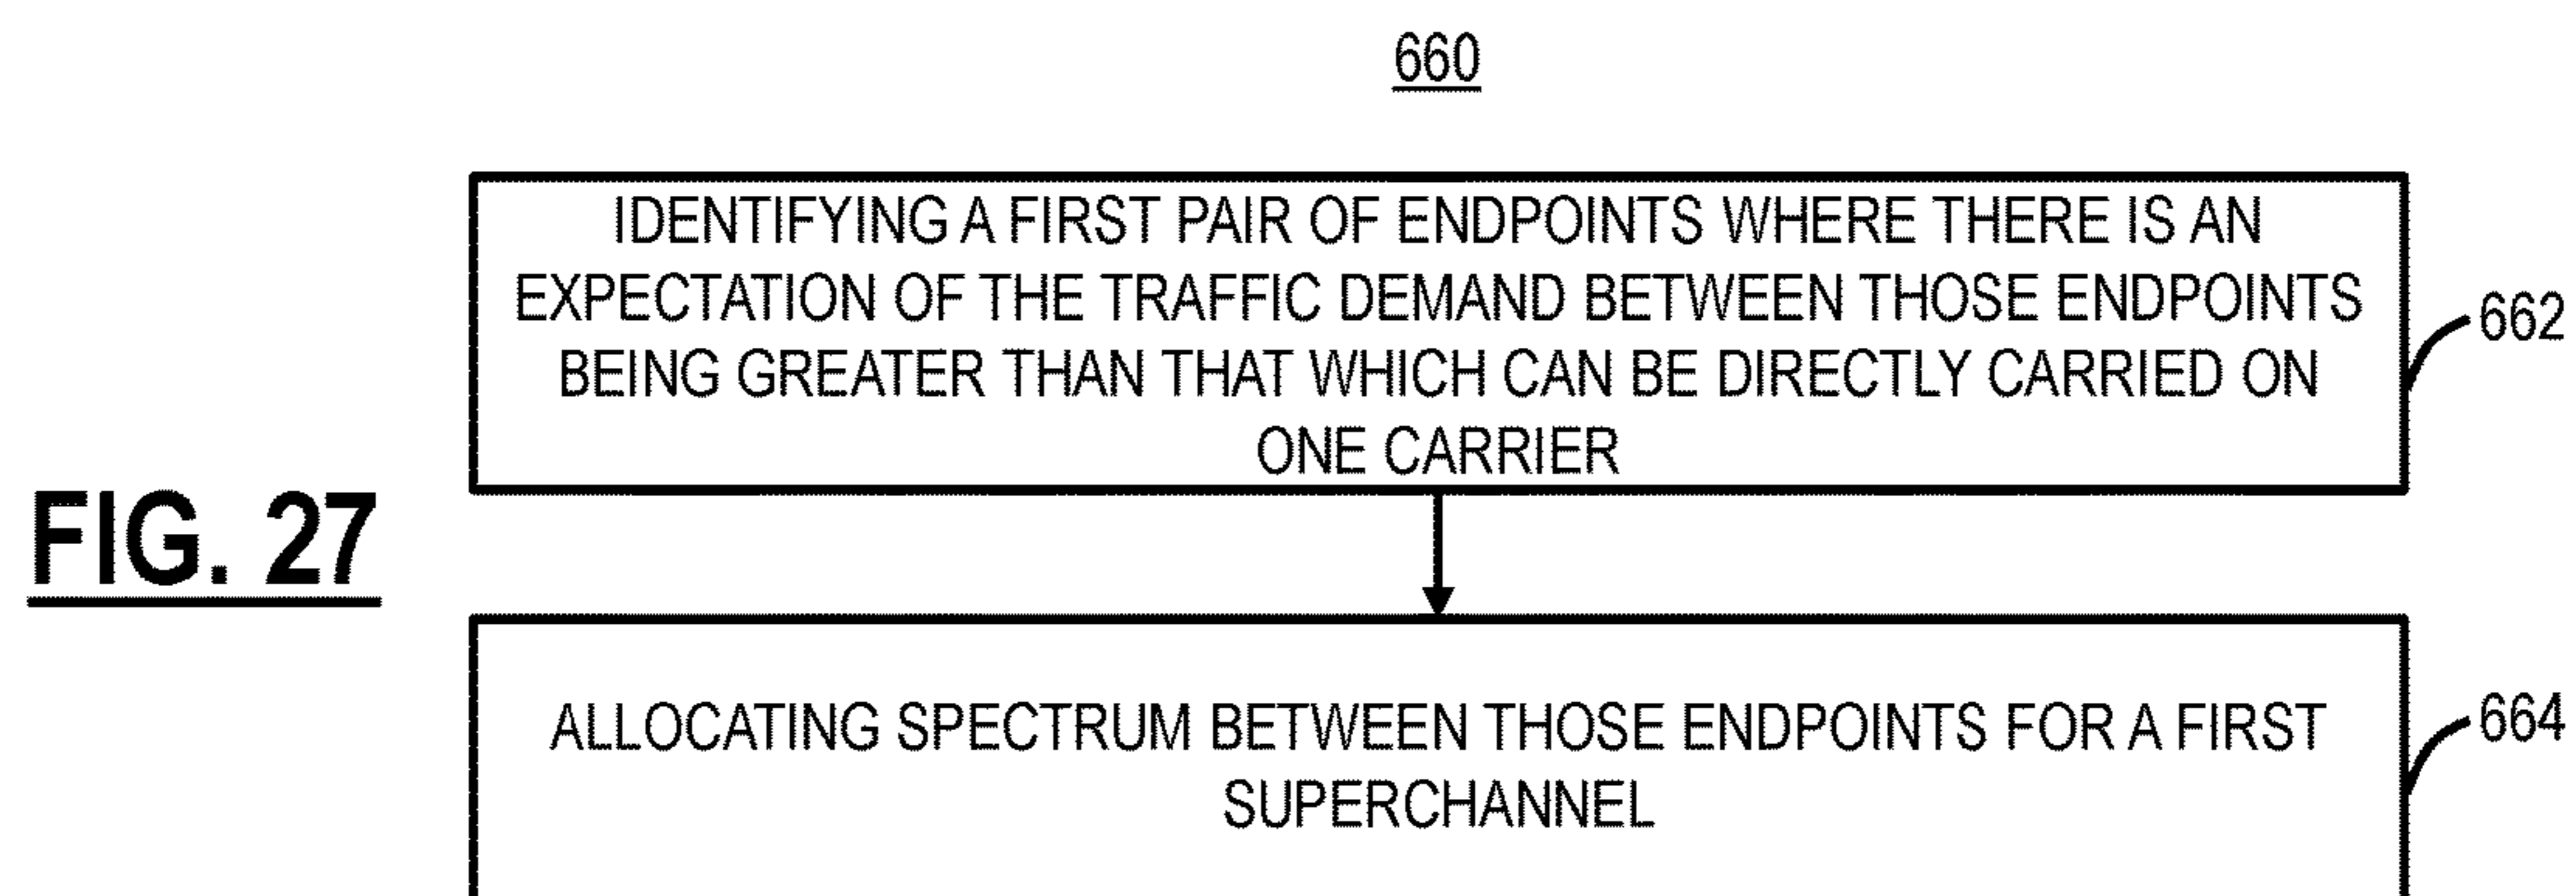 660
IDENTIFYING A FIRST PAIR OF ENDPOINTS WHERE THERE IS AN
EXPECTATION OF THE TRAFFIC DEMAND BETWEEN THOSE ENDPOINTS
BEING GREATER THAN THAT WHICH CAN BE DIRECTLY CARRIED ON
ONE CARRIER
662
FIG. 27
ALLOCATING SPECTRUM BETWEEN THOSE ENDPOINTS FOR A FIRST
SUPERCHANNEL
664